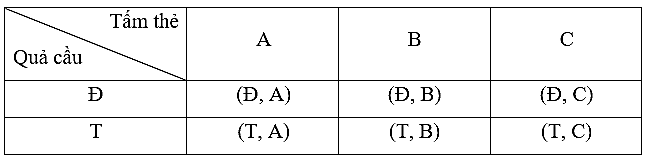 Tấm thẻ
Quả cầu
A B C
Đ (Đ, A) (Đ, B) (Đ, C)
T (T, A) (T, B) (T, C)